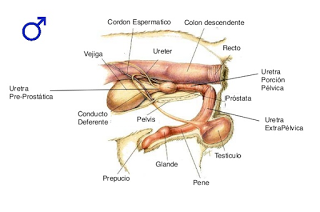 Cordon Espermatico
Colon descendente
Vejiga
Ureter
Recto
Uretra
Porción
Pélvica
Uretra
Pre-Prostática
Próstata
Conducto
Deferente
Pelvis
Uretra
ExtraPélvica
Testiculo
Glande
Prepucio
Pene